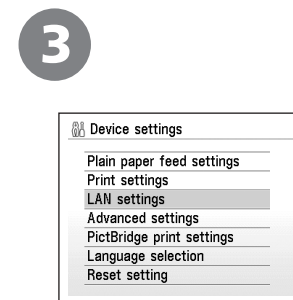 3
Device settings
Plain paper feed settings
Print settings
LAN settings
Advanced settings
PictBridge print settings
Language selection
Reset setting